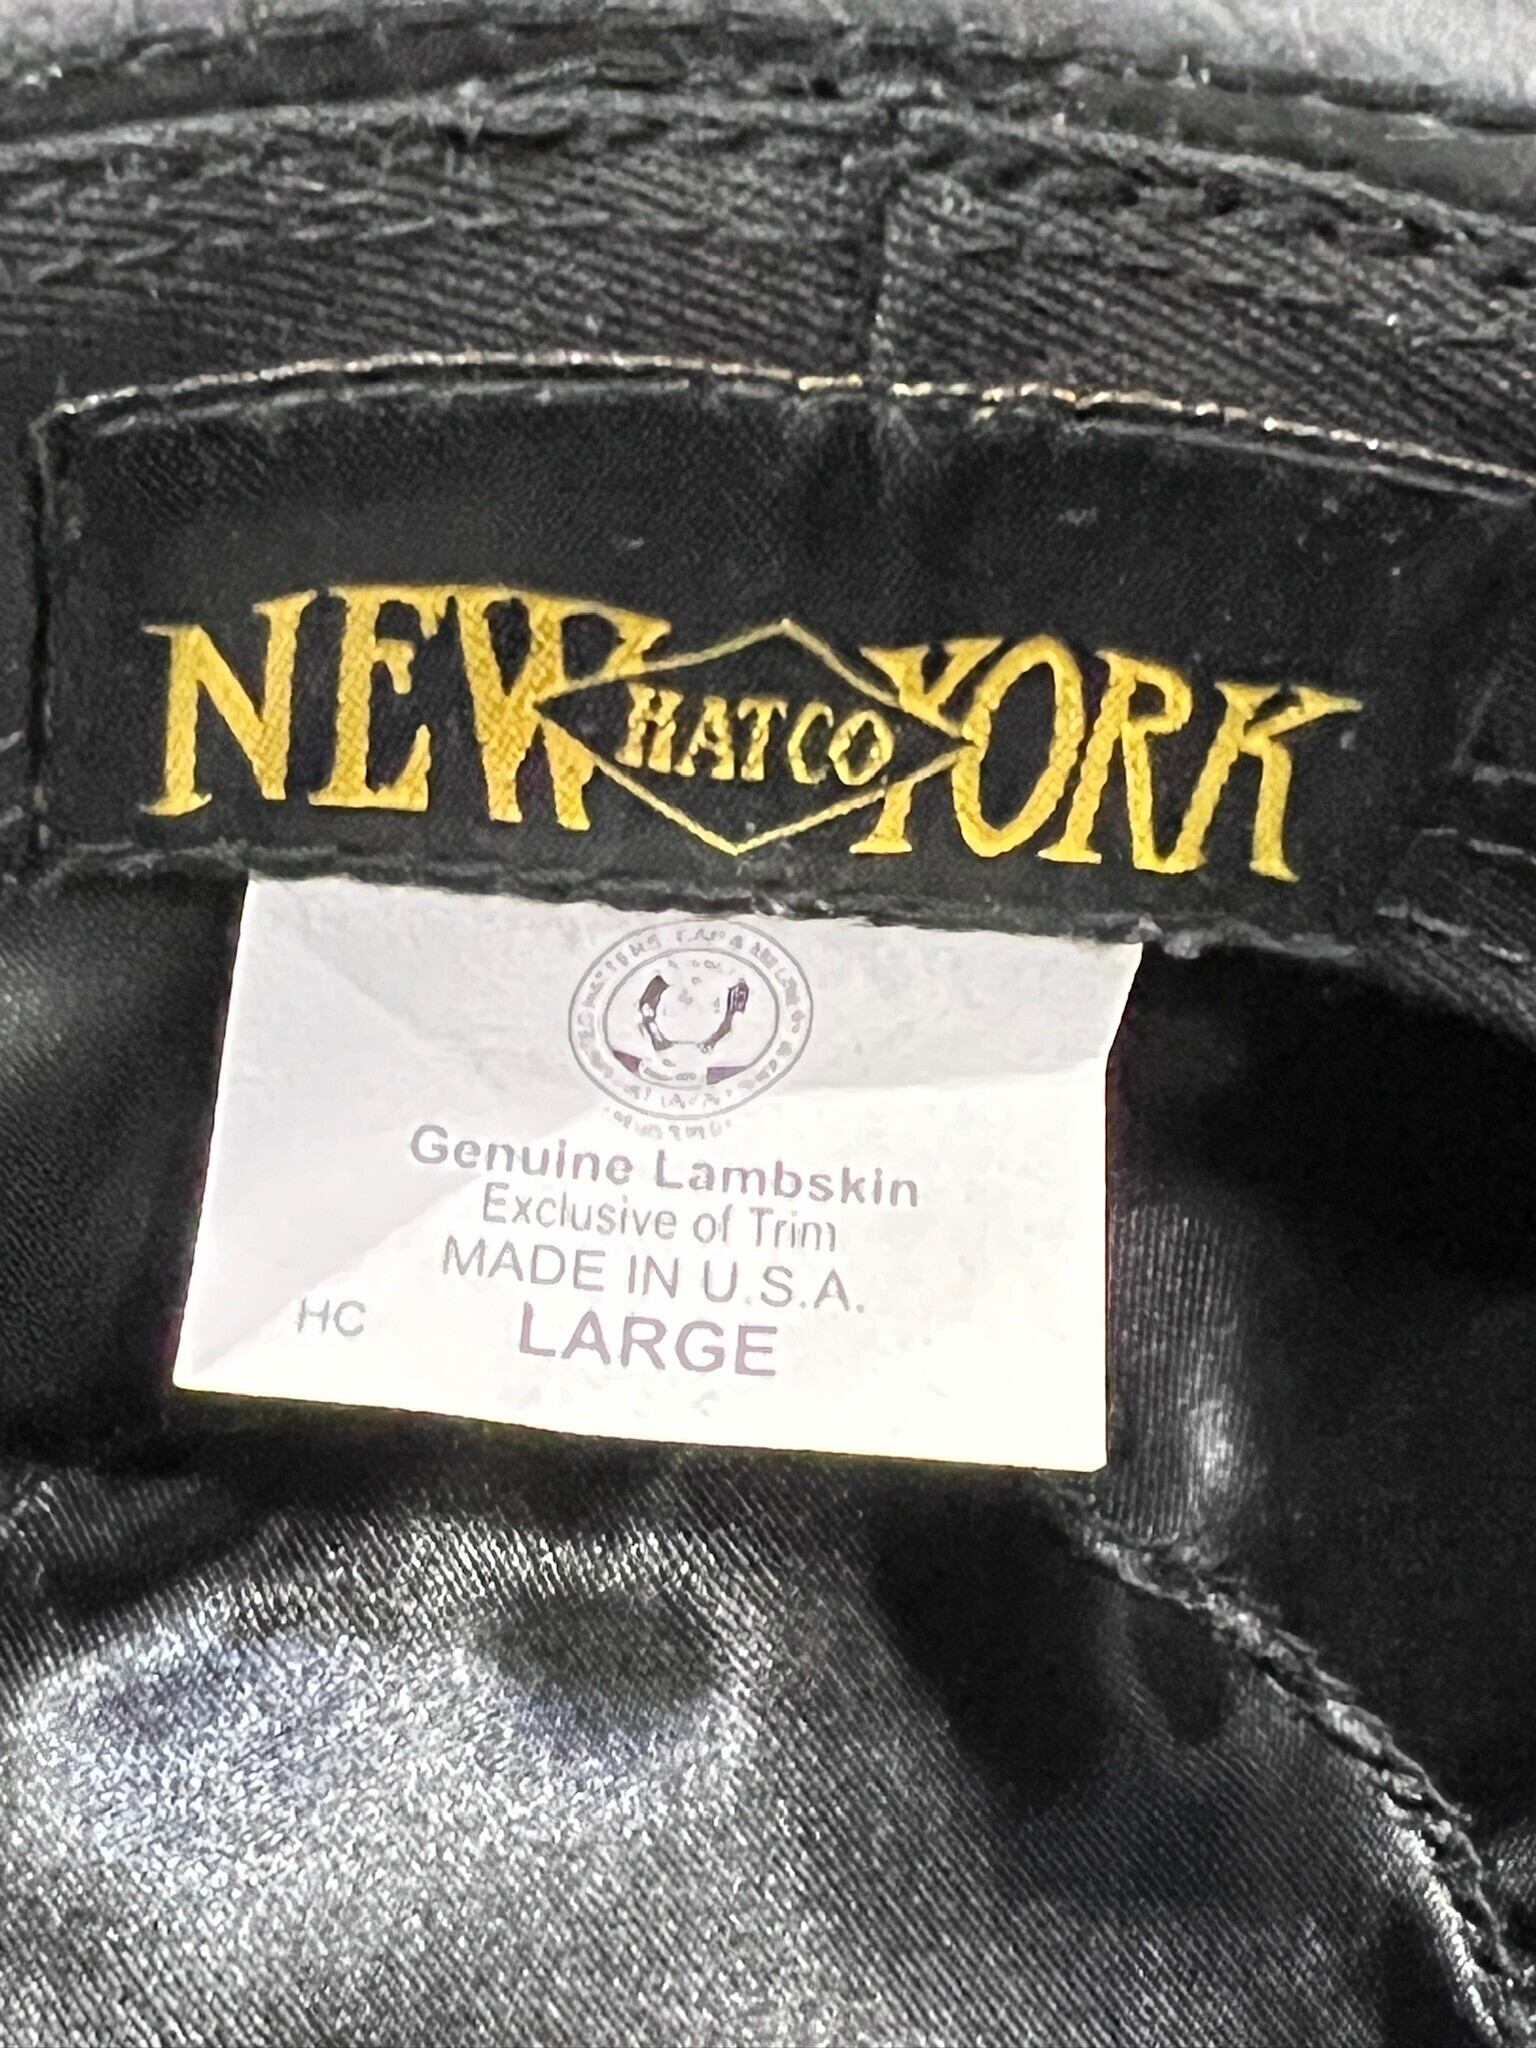 NEW YORK
HATCO
Genuine Lambskin
Exclusive of Trim
MADE IN U.S.A.
HC
LARGE